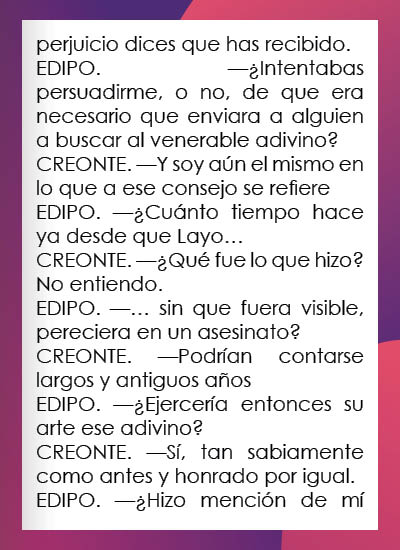 perjuicio dices que has recibido.
EDIPO. —¿Intentabas
persuadirme, o no, de que era
necesario que enviara a alguien
a buscar al venerable adivino?
CREONTE. —Y soy aún el mismo en
lo que a ese consejo se refiere
EDIPO. —¿Cuánto tiempo hace
ya desde que Layo...
CREONTE. —¿Qué fue lo que hizo?
No entiendo.
EDIPO. —... sin que fuera visible,
pereciera en un asesinato?
CREONTE. —Podrían contarse
largos y antiguos años
EDIPO. —¿Ejercería entonces su
arte ese adivino?
CREONTE. —Sí, tan sabiamente
como antes y honrado por igual.
EDIPO. —¿Hizo mención de mí